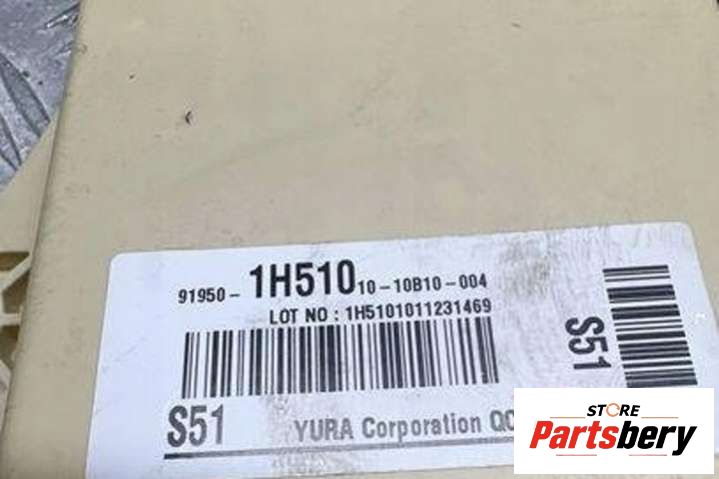 91950-1H510 10-10B10-004
LOT NO : 1H5101011231469
S51
S51 YURA Corporation QC
STORE
Partsbery